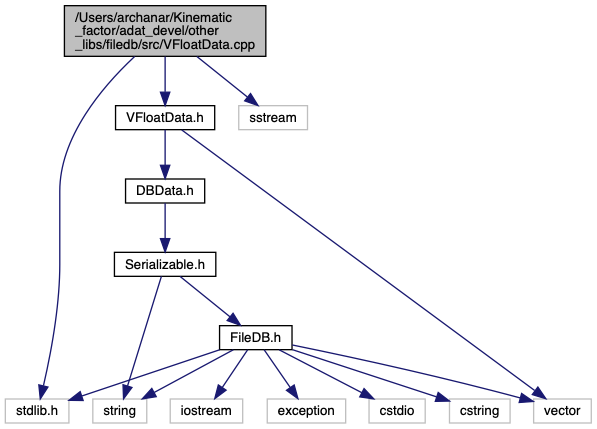 /Users/archanar/Kinematic
_factor/adat_devel/other
_libs/filedb/src/VFloatData.cpp
VFloatData.h
sstream
DBData.h
Serializable.h
FileDB.h
stdlib.h
string
iostream
exception
cstdio
cstring
vector